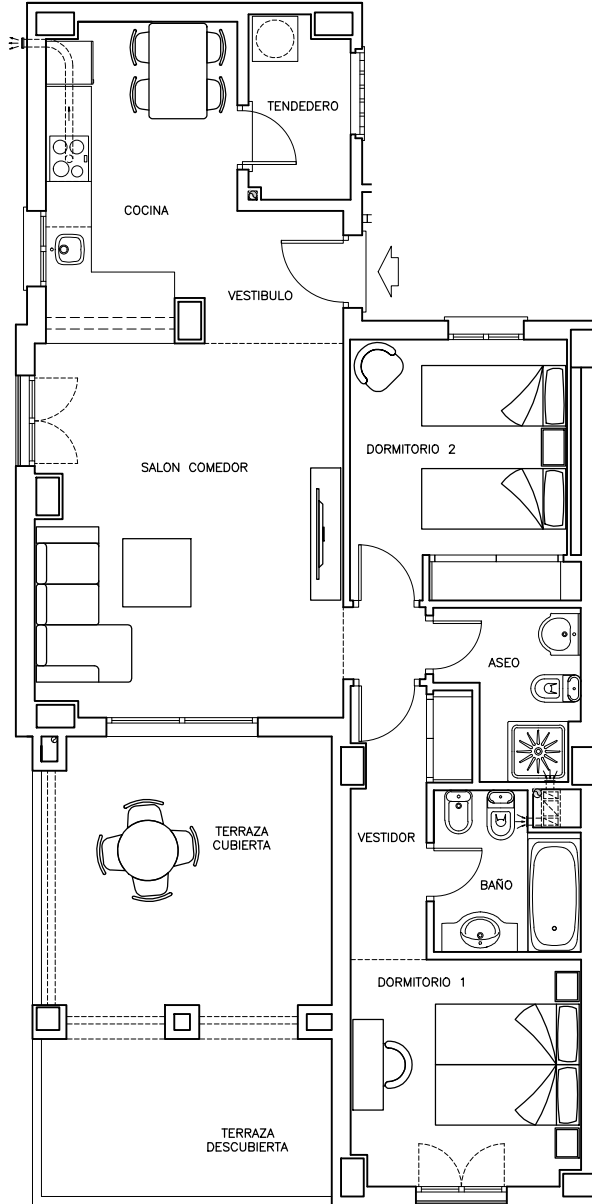 TENDEDERO
COCINA
VESTIBULO
DORMITORIO 2
SALON COMEDOR
ASEO
TERRAZA
CUBIERTA
VESTIDOR
BAÑO
DORMITORIO 1
TERRAZA
DESCUBIERTA